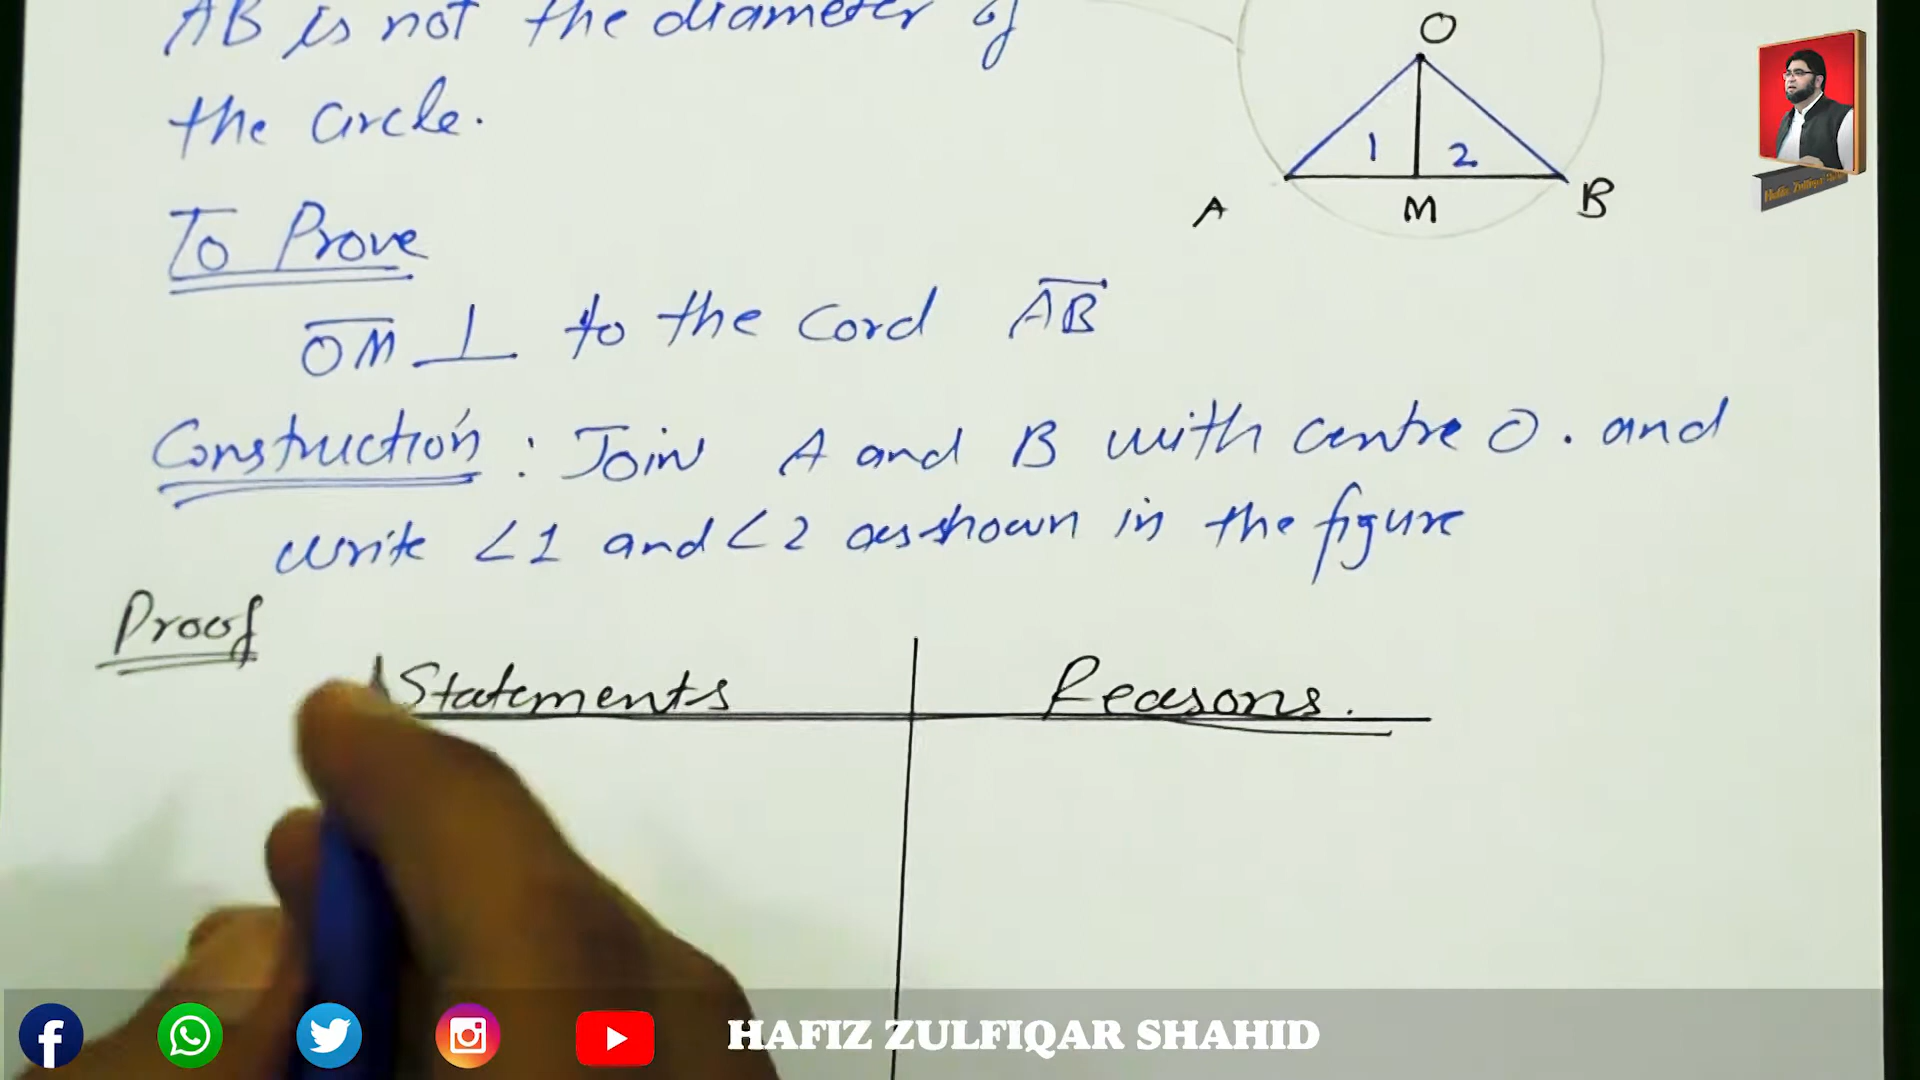 AB is not the diameter of
the circle.
O
1 2
A M B
To Prove
OM ⊥ to the Cord AB
Construction : Join A and B with centre O. and
write ∠1 and ∠2 as shown in the figure
Proof
Statements Reasons.
HAFIZ ZULFIQAR SHAHID